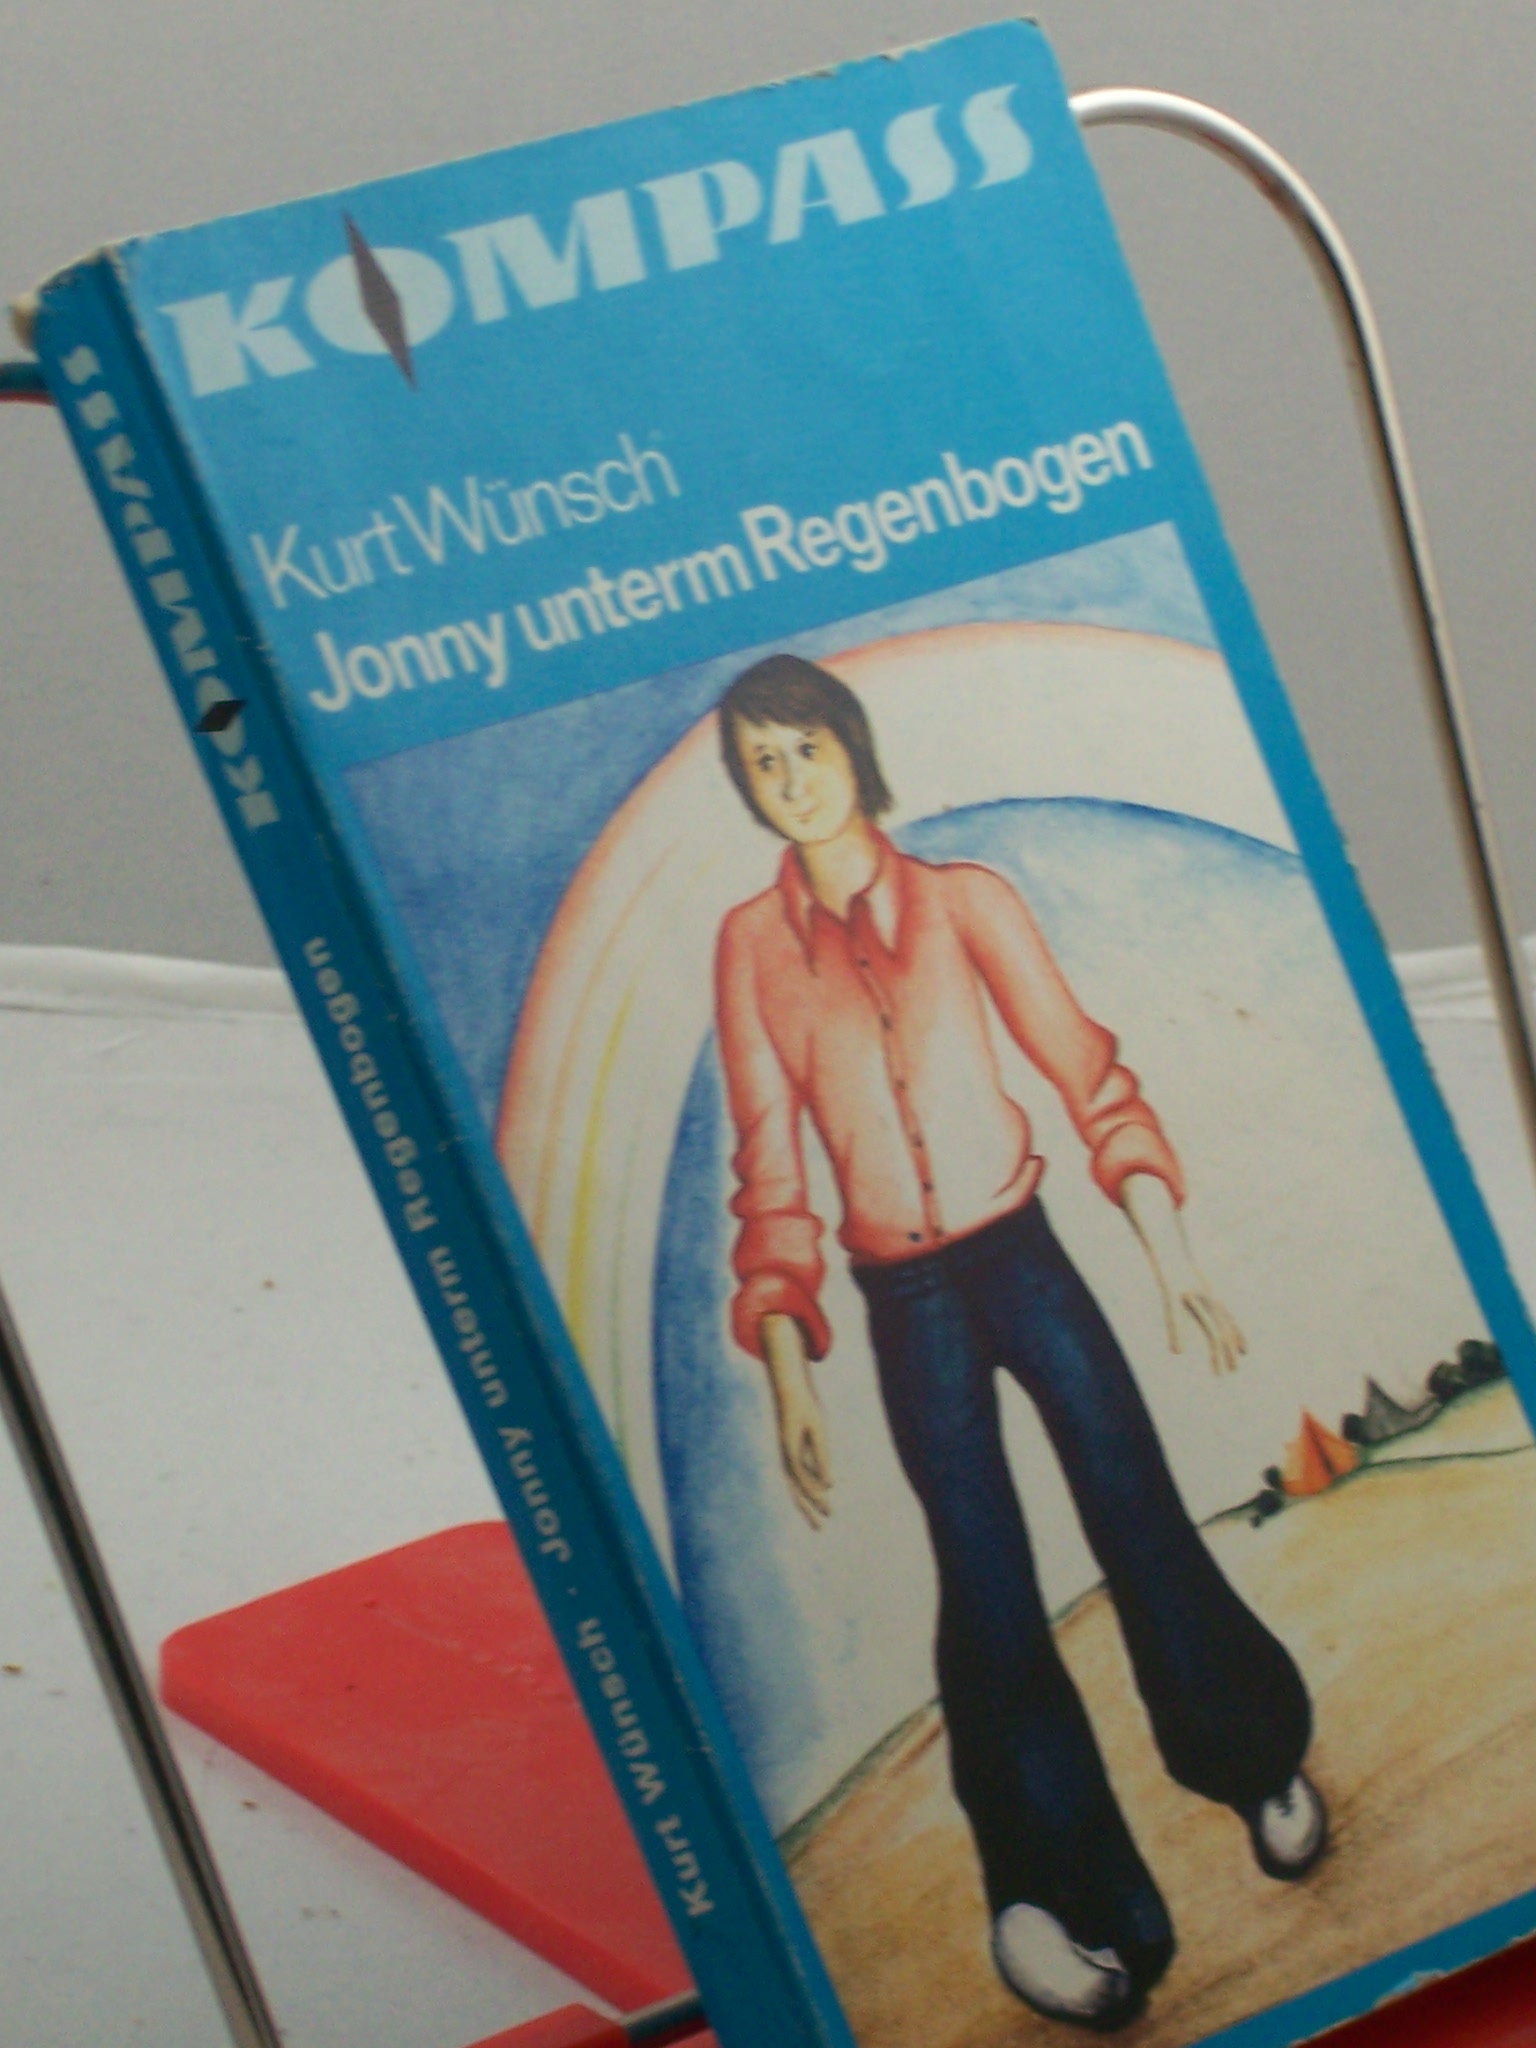 KOMPASS
Kurt Wünsch
Jonny unterm Regenbogen
Kurt Wünsch · Jonny unterm Regenbogen KOMPASS